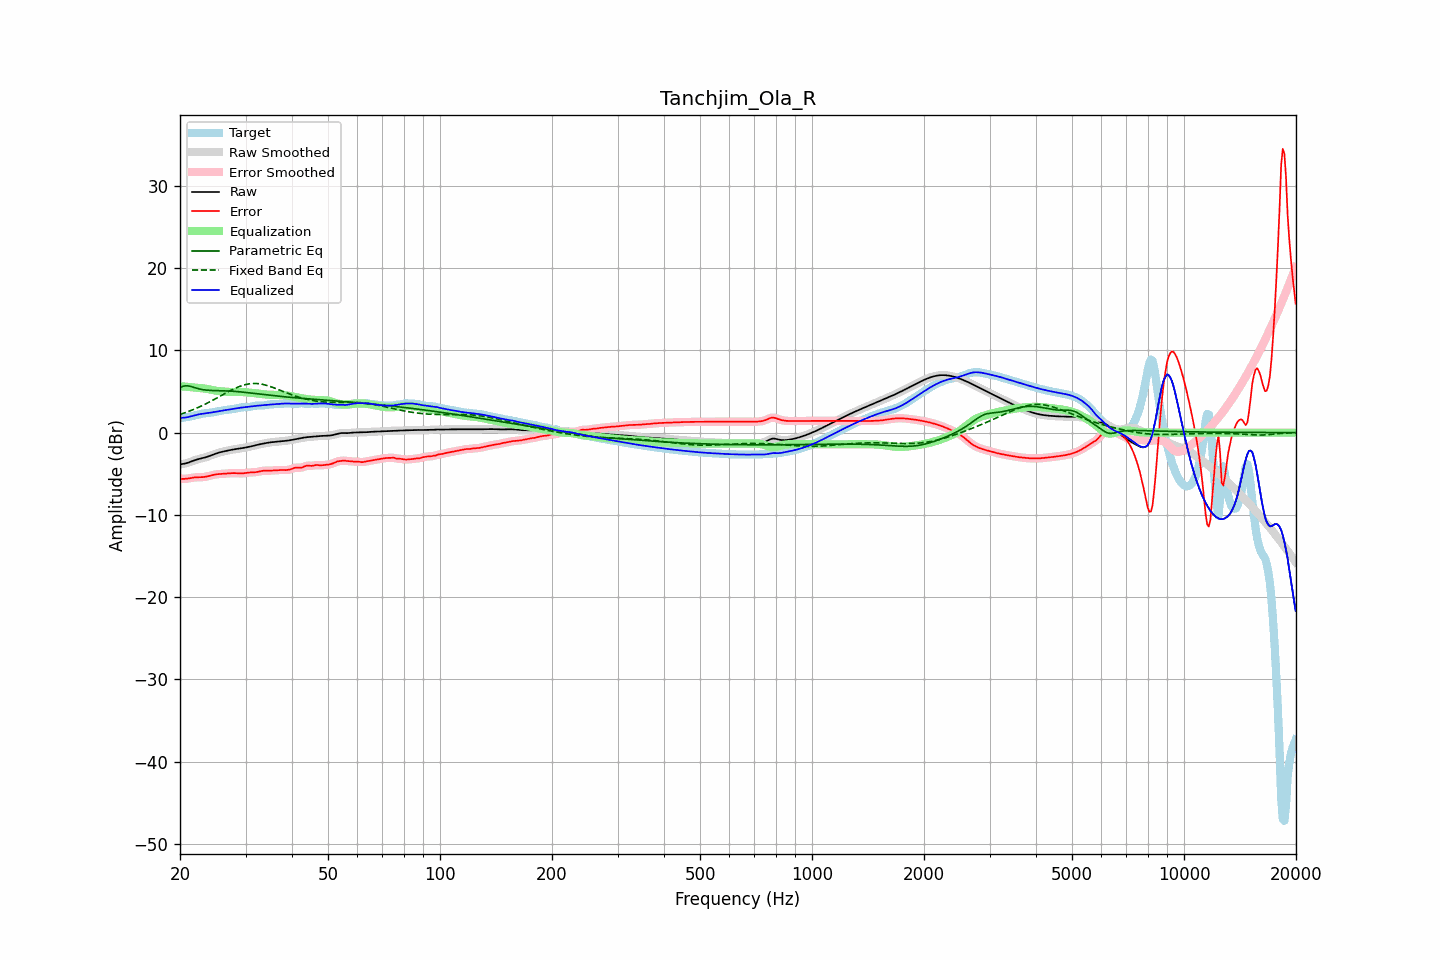 Tanchjim_Ola_R
Target
Raw Smoothed
Error Smoothed
Raw
Error
Equalization
Parametric Eq
Fixed Band Eq
Equalized
30
20
10
0
−10
−20
−30
−40
−50
Amplitude (dBr)
20
50
100
200
500
1000
2000
5000
10000
20000
Frequency (Hz)